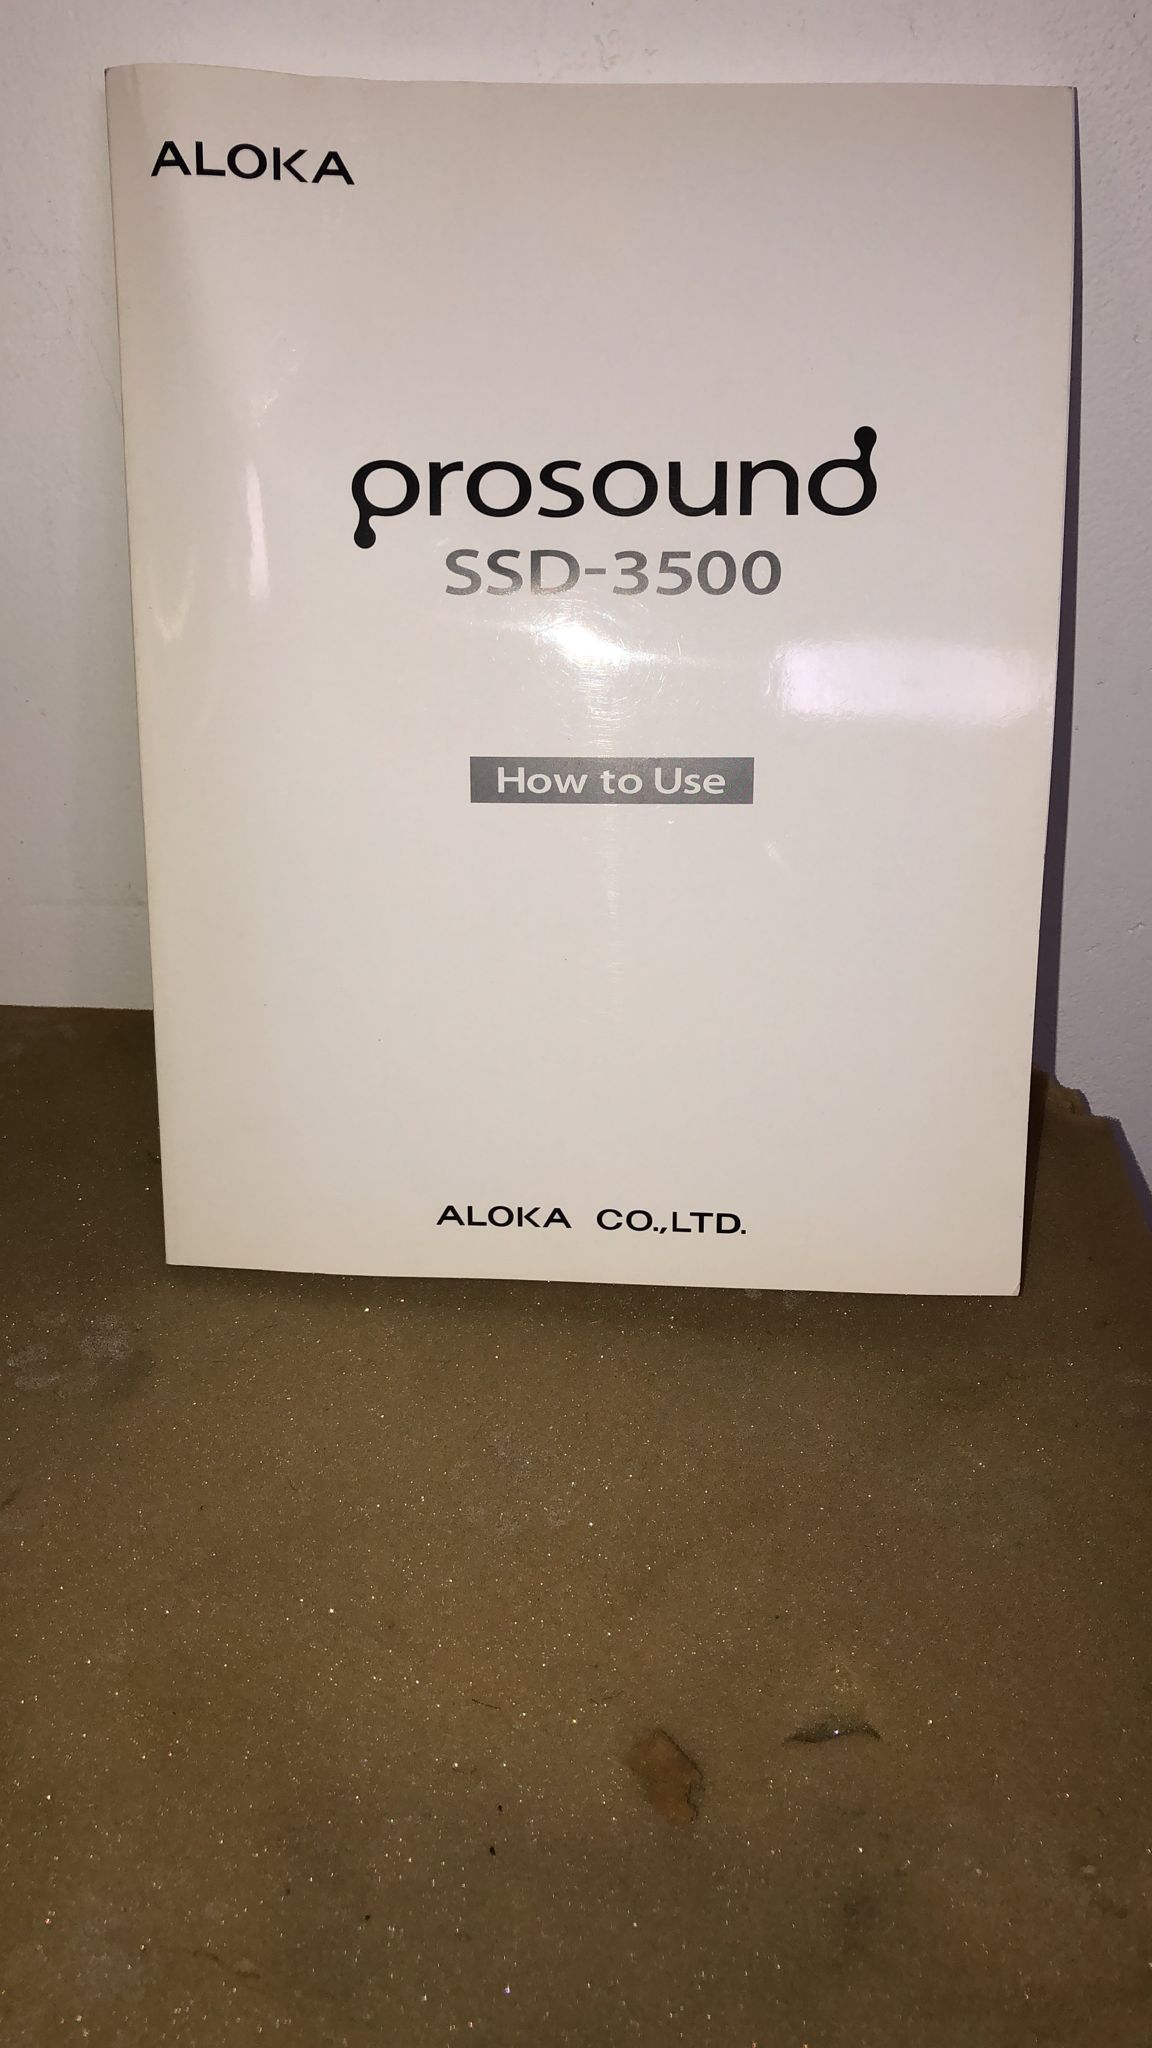 ALOKA
prosound
SSD-3500
How to Use
ALOKA CO.,LTD.